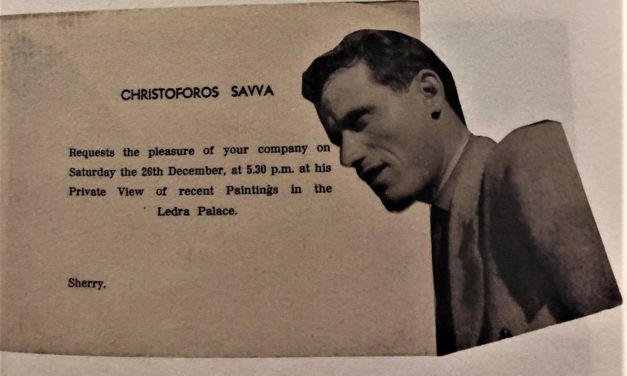 CHRISTOFOROS SAVVA
Requests the pleasure of your company on
Saturday the 26th December, at 5.30 p.m. at his
Private View of recent Paintings in the
Ledra Palace.
Sherry.